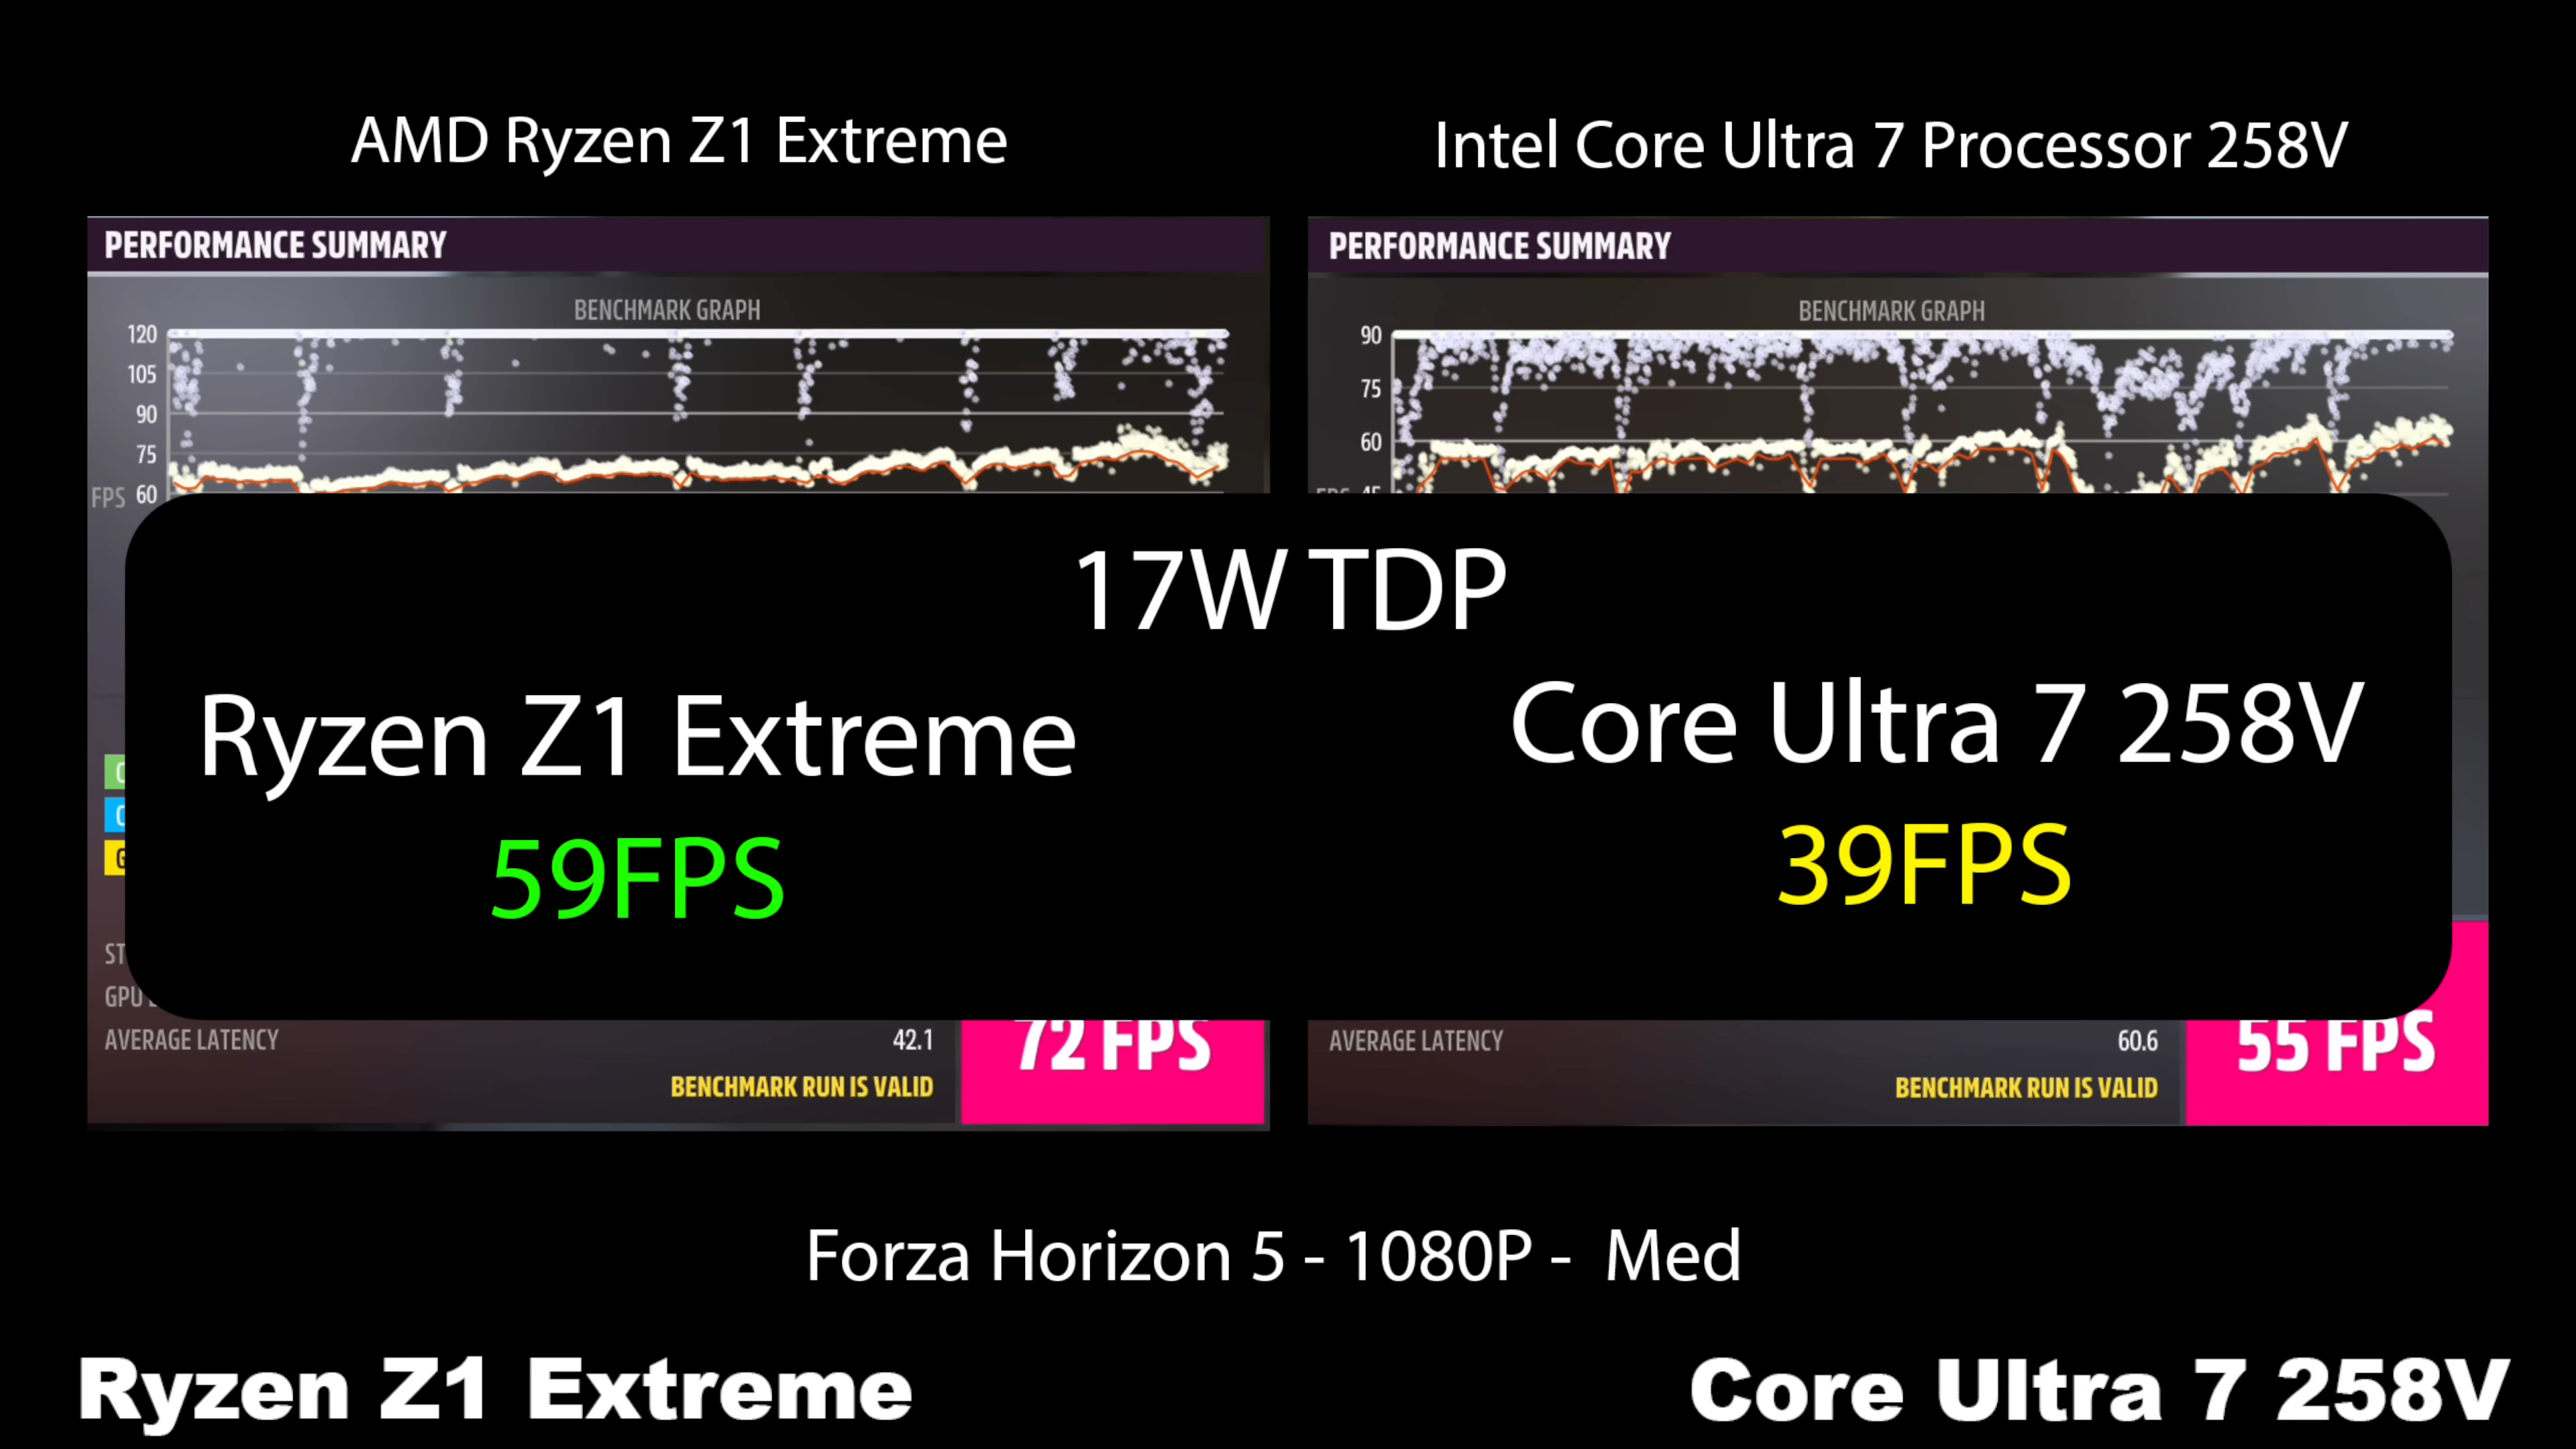 AMD Ryzen Z1 Extreme
Intel Core Ultra 7 Processor 258V
PERFORMANCE SUMMARY
BENCHMARK GRAPH
120
105
90
75
FPS 60
PERFORMANCE SUMMARY
BENCHMARK GRAPH
90
75
60
17W TDP
Ryzen Z1 Extreme
59FPS
Core Ultra 7 258V
39FPS
GPU
AVERAGE LATENCY 42.1
BENCHMARK RUN IS VALID
72 FPS
AVERAGE LATENCY 60.6
BENCHMARK RUN IS VALID
55 FPS
Forza Horizon 5 - 1080P - Med
Ryzen Z1 Extreme
Core Ultra 7 258V